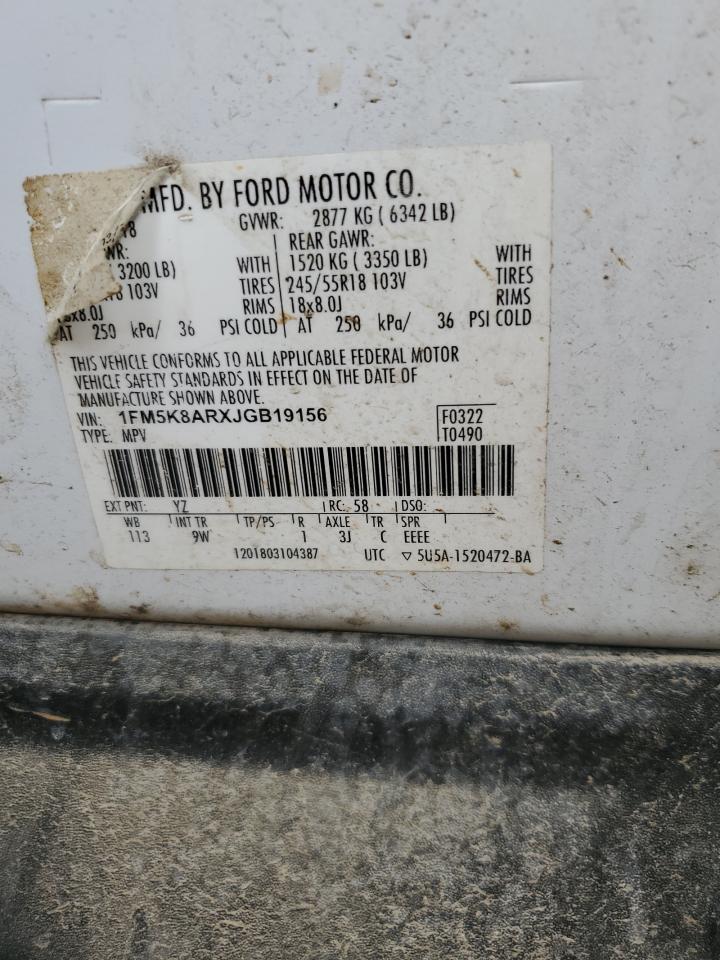 MFD. BY FORD MOTOR CO.
GVWR: 2877 KG ( 6342 LB)
REAR GAWR:
( 3200 LB) WITH 1520 KG ( 3350 LB) WITH
103V TIRES 245/55R18 103V TIRES
18x8.0J RIMS 18x8.0J RIMS
AT 250 kPa/ 36 PSI COLD AT 250 kPa/ 36 PSI COLD
THIS VEHICLE CONFORMS TO ALL APPLICABLE FEDERAL MOTOR
VEHICLE SAFETY STANDARDS IN EFFECT ON THE DATE OF
MANUFACTURE SHOWN ABOVE.
VIN: 1FM5K8ARXJGB19156 F0322
TYPE: MPV T0490
EXT PNT: YZ RC: 58 DSO:
WB INT TR TP/PS R AXLE TR SPR
113 9W 1 3J C EEEE
1201803104387 UTC ▽ 5U5A-1520472-BA